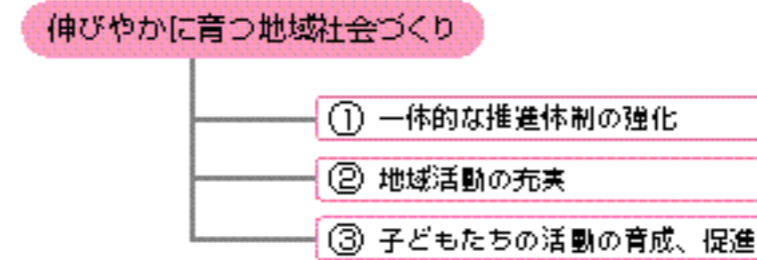 伸びやかに育つ地域社会づくり
① 一体的な推進体制の強化
② 地域活動の充実
③ 子どもたちの活動の育成、促進